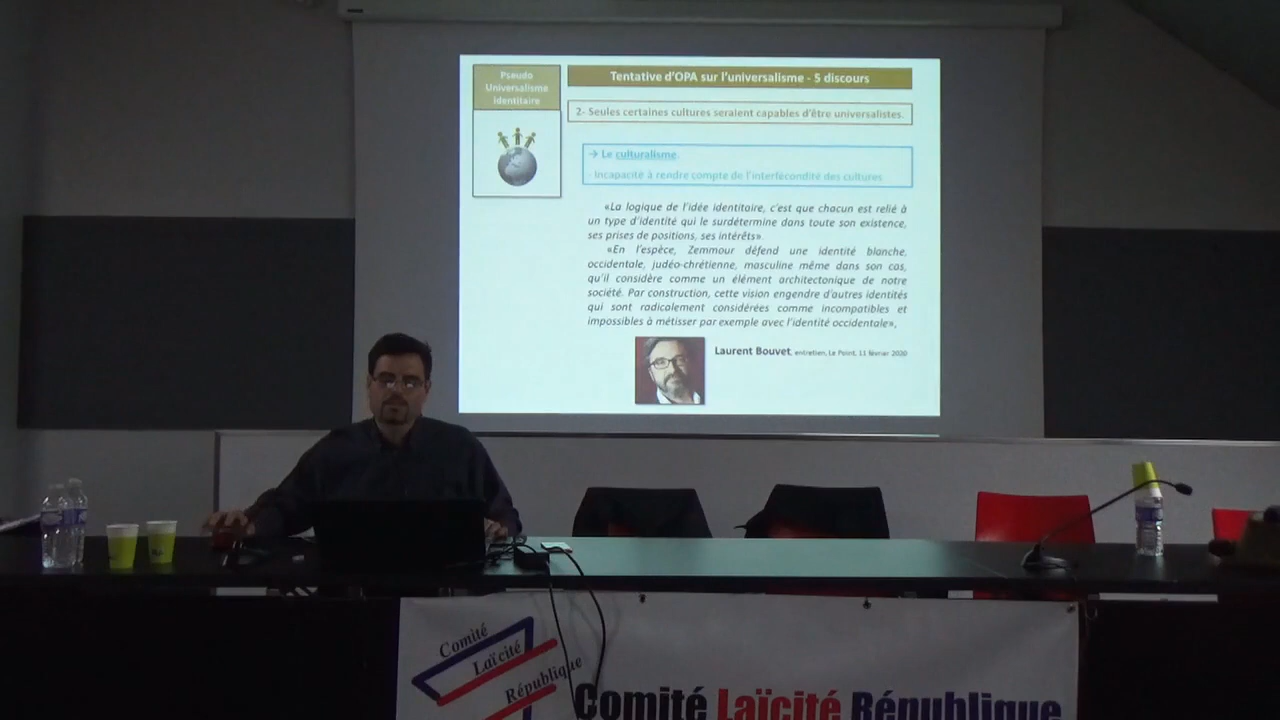 Pseudo
Universalisme
Identitaire
Tentative d'OPA sur l'universalisme - 5 discours
2- Seules certaines cultures seraient capables d'être universalistes.
→ Le culturalisme.
- Incapacité à rendre compte de l'interfécondité des cultures
«La logique de l'idée identitaire, c'est que chacun est relié à
un type d'identité qui le surdétermine dans toute son existence,
ses prises de positions, ses intérêts».
«En l'espèce, Zemmour défend une identité blanche,
occidentale, judéo-chrétienne, masculine même dans son cas,
qu'il considère comme un élément architectonique de notre
société. Par construction, cette vision engendre d'autres identités
qui sont radicalement considérées comme incompatibles et
impossibles à métisser par exemple avec l'identité occidentale»,
Laurent Bouvet, entretien, Le Point, 11 février 2020
Comité
Laïcité
République
Comité Laïcité République